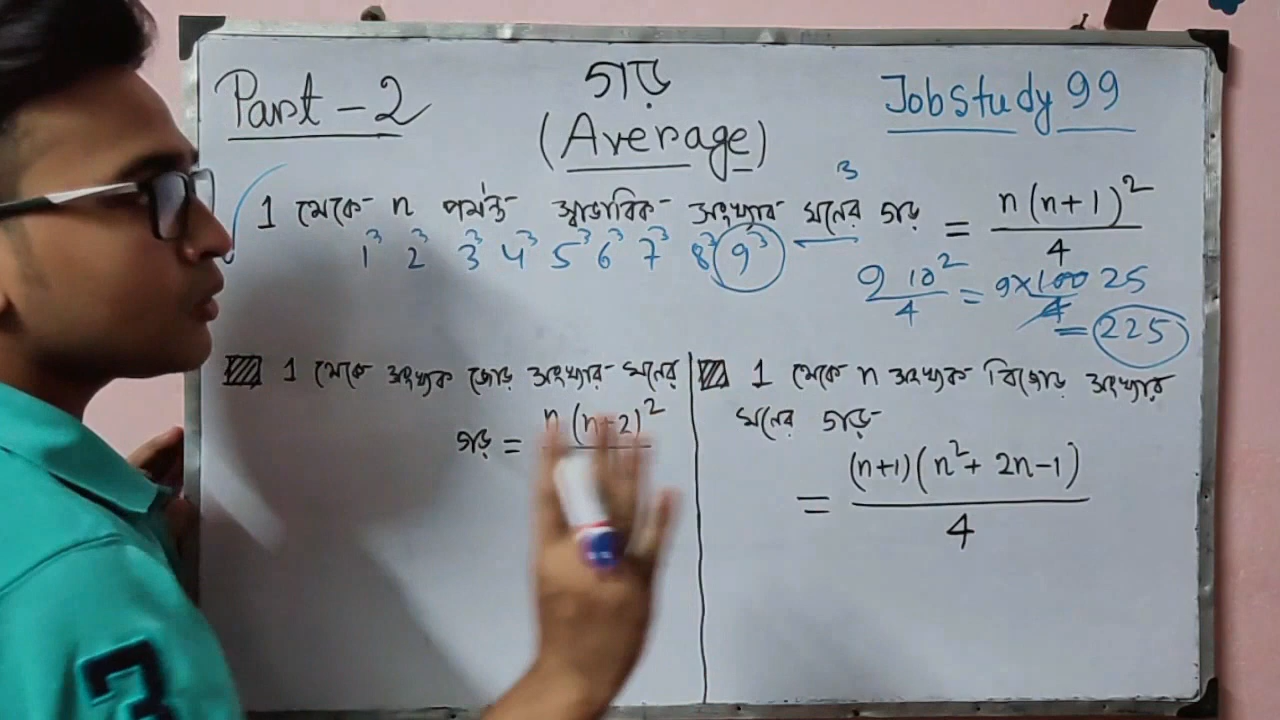 Part - 2
গড়
(Average)
JobStudy 99
1 থেকে n পর্যন্ত স্বাভাবিক সংখ্যার ঘনের গড় = n(n+1)² / 4
3
1³ 2³ 3³ 4³ 5³ 6³ 7³ 8³ 9³
9 10² / 4 = 9×100 / 4 25
= 225
1 থেকে সংখ্যক জোড় সংখ্যার ঘনের
গড় = n(n+2)²
1 থেকে n সংখ্যক বিজোড় সংখ্যার
ঘনের গড়
= (n+1)(n²+ 2n-1) / 4
3